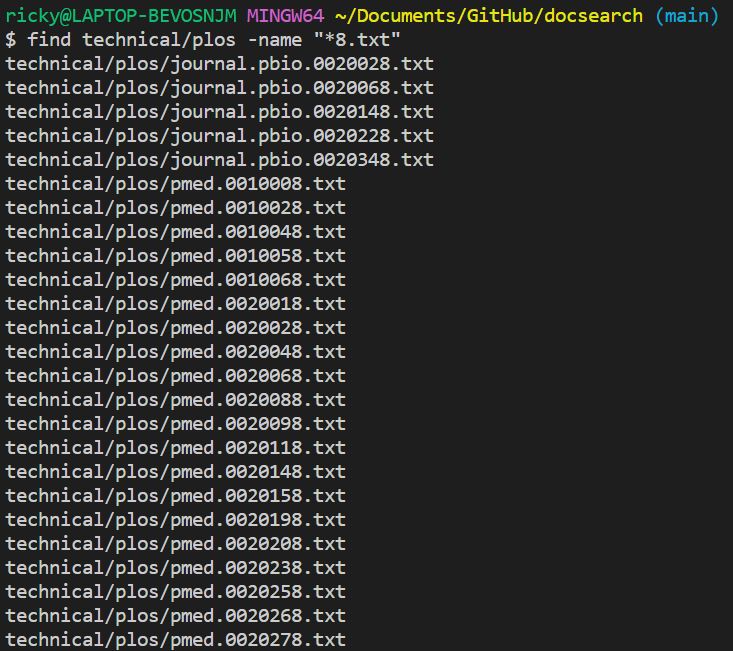 ricky@LAPTOP-BEVOSNJM MINGW64 ~/Documents/GitHub/docsearch (main)
$ find technical/plos -name "*8.txt"
technical/plos/journal.pbio.0020028.txt
technical/plos/journal.pbio.0020068.txt
technical/plos/journal.pbio.0020148.txt
technical/plos/journal.pbio.0020228.txt
technical/plos/journal.pbio.0020348.txt
technical/plos/pmed.0010008.txt
technical/plos/pmed.0010028.txt
technical/plos/pmed.0010048.txt
technical/plos/pmed.0010058.txt
technical/plos/pmed.0010068.txt
technical/plos/pmed.0020018.txt
technical/plos/pmed.0020028.txt
technical/plos/pmed.0020048.txt
technical/plos/pmed.0020068.txt
technical/plos/pmed.0020088.txt
technical/plos/pmed.0020098.txt
technical/plos/pmed.0020118.txt
technical/plos/pmed.0020148.txt
technical/plos/pmed.0020158.txt
technical/plos/pmed.0020198.txt
technical/plos/pmed.0020208.txt
technical/plos/pmed.0020238.txt
technical/plos/pmed.0020258.txt
technical/plos/pmed.0020268.txt
technical/plos/pmed.0020278.txt